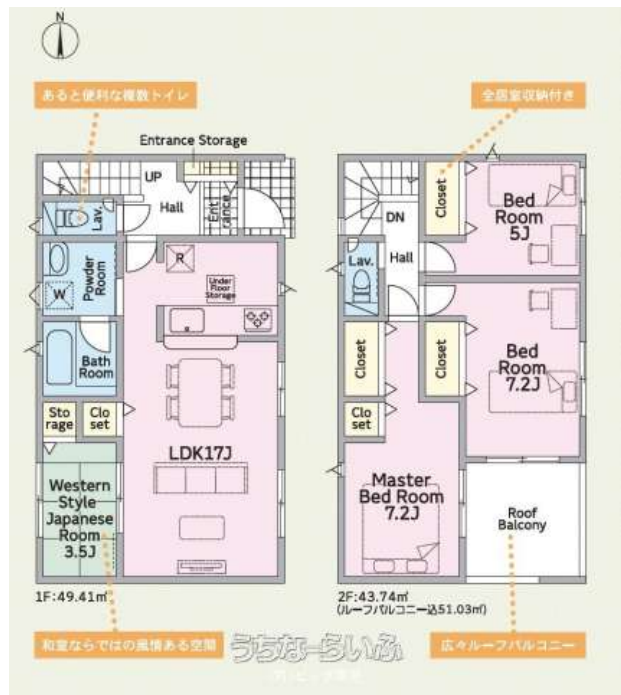 N
あると便利な複数トイレ
全居室収納付き
Entrance Storage
UP
Hall
Ent
rance
Lav.
Powder
Room
W
R
Under
Floor
Storage
Bath
Room
Sto
rage
Clo
set
LDK17J
Western
Style
Japanese
Room
3.5J
1F:49.41㎡
DN
Hall
Lav.
Closet
Bed
Room
5J
Closet
Closet
Bed
Room
7.2J
Clo
set
Master
Bed Room
7.2J
Roof
Balcony
2F:43.74㎡
(ルーフバルコニー込51.03㎡)
和室ならではの風情ある空間
うちなーらいふ
広々ルーフバルコニー